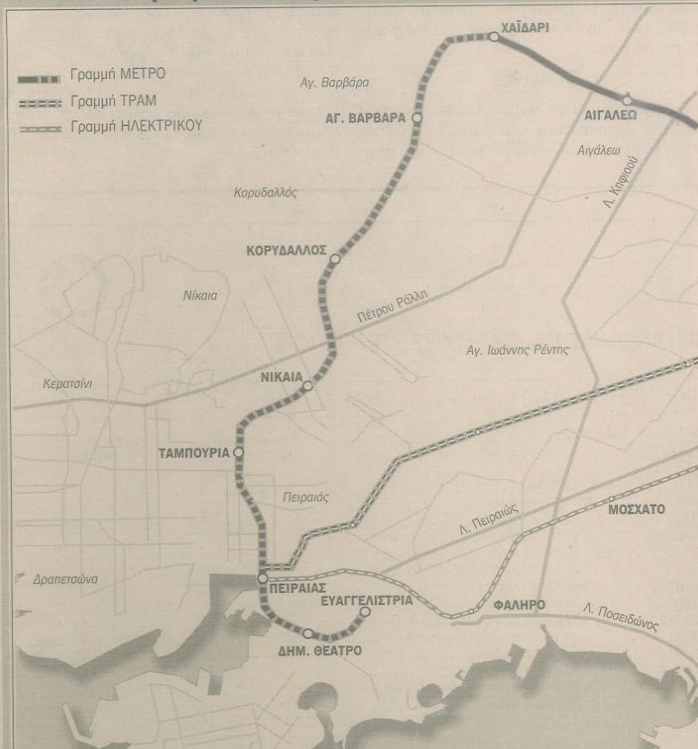 ΧΑΪΔΑΡΙ
Γραμμή ΜΕΤΡΟ
Αγ. Βαρβάρα
Γραμμή ΤΡΑΜ
ΑΓ. ΒΑΡΒΑΡΑ
ΑΙΓΑΛΕΩ
Γραμμή ΗΛΕΚΤΡΙΚΟΥ
Αιγάλεω
Λ. Κηφισού
Κορυδαλλός
ΚΟΡΥΔΑΛΛΟΣ
Νίκαια
Πέτρου Ράλλη
Αγ. Ιωάννης Ρέντης
Κερατσίνι
ΝΙΚΑΙΑ
ΤΑΜΠΟΥΡΙΑ
Πειραιάς
Λ. Πειραιώς
ΜΟΣΧΑΤΟ
Δραπετσώνα
ΠΕΙΡΑΙΑΣ
ΕΥΑΓΓΕΛΙΣΤΡΙΑ
ΦΑΛΗΡΟ
Λ. Ποσειδώνος
ΔΗΜ. ΘΕΑΤΡΟ